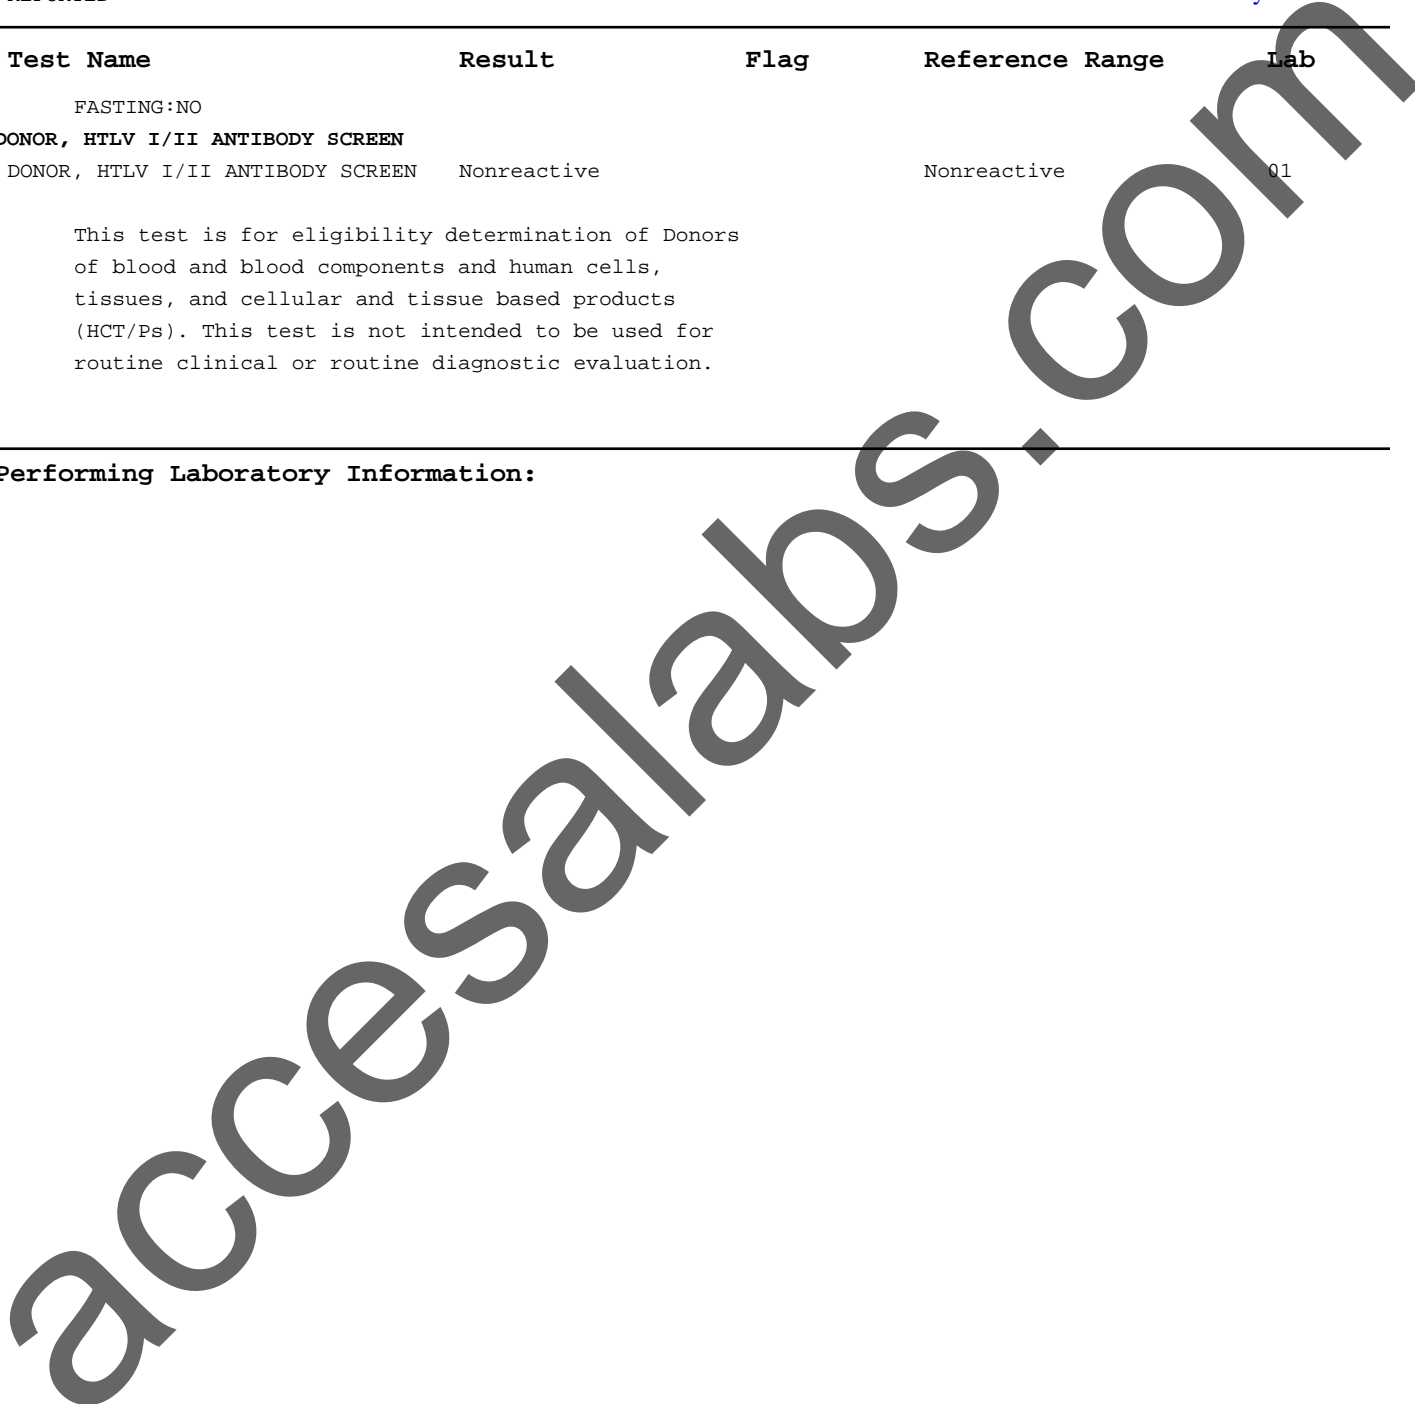 Test Name Result Flag Reference Range Lab
FASTING:NO
DONOR, HTLV I/II ANTIBODY SCREEN
DONOR, HTLV I/II ANTIBODY SCREEN Nonreactive Nonreactive 01
This test is for eligibility determination of Donors
of blood and blood components and human cells,
tissues, and cellular and tissue based products
(HCT/Ps). This test is not intended to be used for
routine clinical or routine diagnostic evaluation.
Performing Laboratory Information:
accesalabs.com